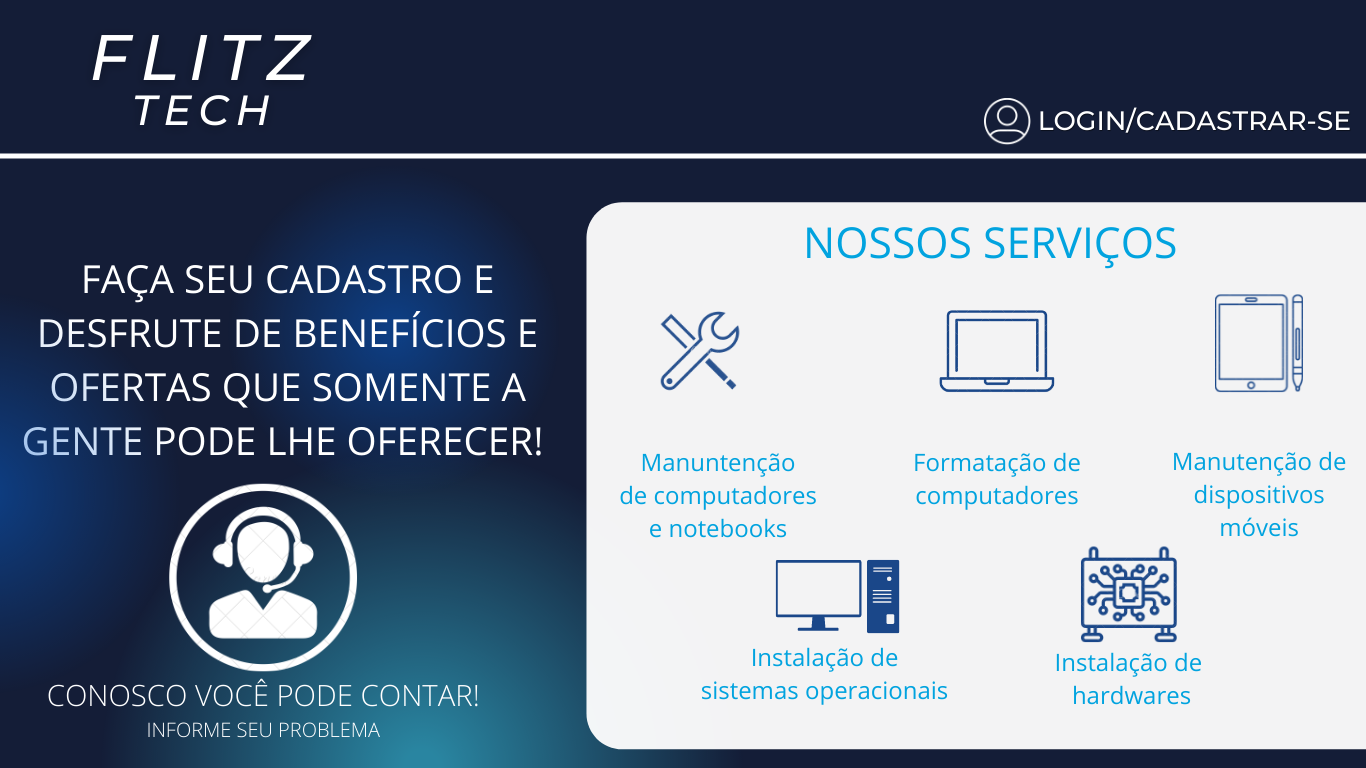 FLITZ
TECH
LOGIN/CADASTRAR-SE
FAÇA SEU CADASTRO E
DESFRUTE DE BENEFÍCIOS E
OFERTAS QUE SOMENTE A
GENTE PODE LHE OFERECER!
CONOSCO VOCÊ PODE CONTAR!
INFORME SEU PROBLEMA
NOSSOS SERVIÇOS
Manuntenção
de computadores
e notebooks
Formatação de
computadores
Manutenção de
dispositivos
móveis
Instalação de
sistemas operacionais
Instalação de
hardwares